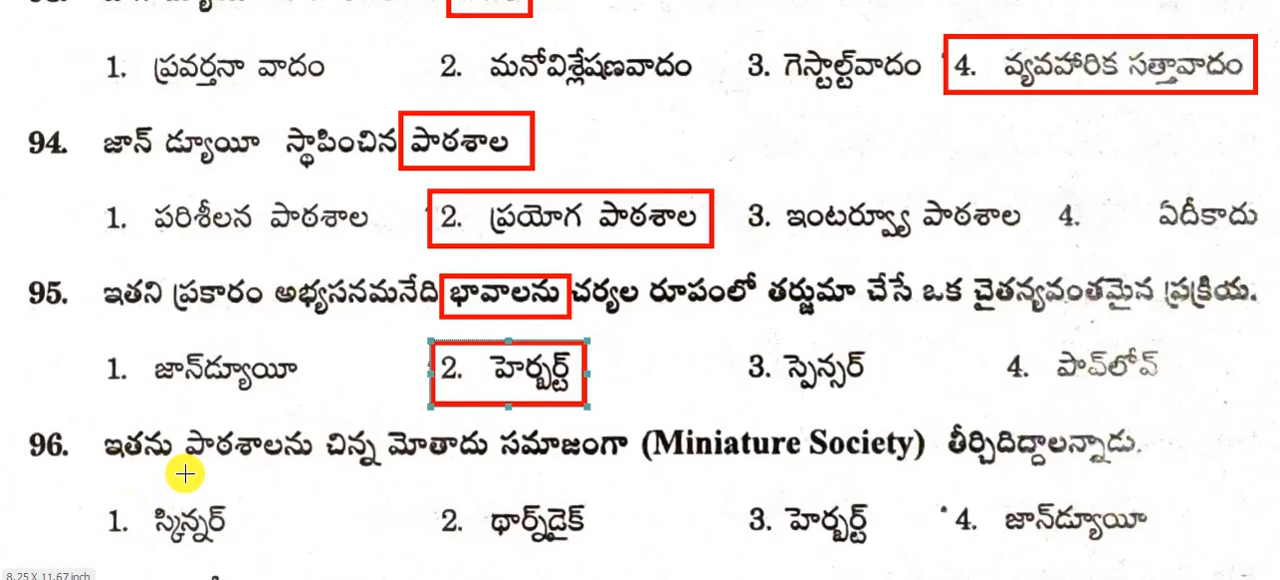 1. ప్రవర్తనా వాదం 2. మనోవిశ్లేషణవాదం 3. గెస్టాల్ట్‌వాదం 4. వ్యవహారిక సత్తావాదం
94. జాన్ డ్యూయీ స్థాపించిన పాఠశాల
1. పరిశీలన పాఠశాల 2. ప్రయోగ పాఠశాల 3. ఇంటర్వ్యూ పాఠశాల 4. ఏదీకాదు
95. ఇతని ప్రకారం అభ్యసనమనేది భావాలను చర్యల రూపంలో తర్జుమా చేసే ఒక చైతన్యవంతమైన ప్రక్రియ.
1. జాన్‌డ్యూయీ 2. హెర్బర్ట్ 3. స్పెన్సర్ 4. పావ్‌లోవ్
96. ఇతను పాఠశాలను చిన్న మోతాదు సమాజంగా (Miniature Society) తీర్చిదిద్దాలన్నాడు.
1. స్కిన్నర్ 2. థార్న్‌డైక్ 3. హెర్బర్ట్ 4. జాన్‌డ్యూయీ
8.25 X 11.67 inch